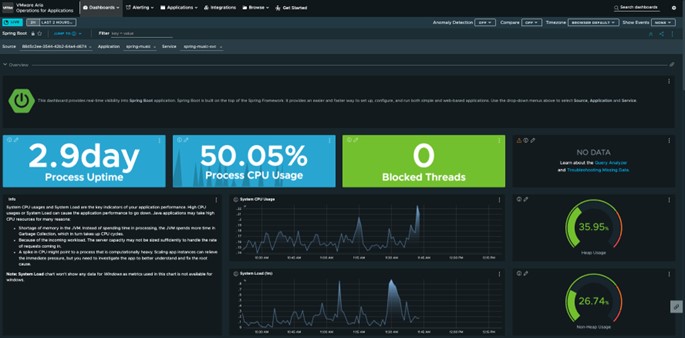 VMware Aria
Operations for Applications
Dashboards
Alerting
Applications
Integrations
Browse
Get Started
Search dashboards
LIVE
2H LAST 2 HOURS
Anomaly Detection OFF
Compare OFF
Timezone BROWSER DEFAULT
Show Events NONE
Spring Boot
JUMP TO
Filter key = value
Source
Application spring-music
Service
Overview
This dashboard provides real-time visibility into Spring Boot application. Spring Boot is built on the top of the Spring Framework. It provides an easier and faster way to set up, configure, and run both simple and web-based applications. Use the drop-down menus above to select Source, Application and Service.
2.9day
Process Uptime
50.05%
Process CPU Usage
0
Blocked Threads
NO DATA
Learn about the Query Analyzer
and Troubleshooting Missing Data
Info
System CPU usages and System Load are the key indicators of your application performance. High CPU
usages or System Load can cause the application performance to go down. Java applications may take high
CPU resources for many reasons:
Shortage of memory in the JVM. Instead of spending time in processing, the JVM spends more time in
Garbage Collection, which in turn takes up CPU cycles.
Because of the incoming workload. The server capacity may not be sized sufficiently to handle the rate
of requests coming in.
A spike in CPU might point to a process that is computationally heavy. Scaling app instances can relieve
the immediate pressure, but you need to investigate the app to better understand and fix the root
cause.
Note: System Load chart won't show any data for Windows as metrics used in this chart is not available for
windows.
System CPU Usage
System Load (1m)
35.95%
Heap Usage
26.74%
Non-Heap Usage